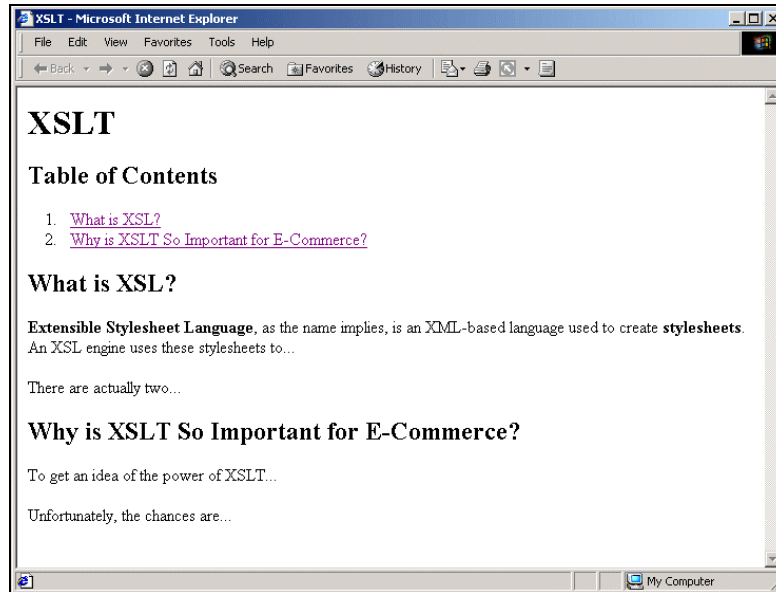 XSLT - Microsoft Internet Explorer
File Edit View Favorites Tools Help
Back Search Favorites History
XSLT
Table of Contents
1. What is XSL?
2. Why is XSLT So Important for E-Commerce?
What is XSL?
Extensible Stylesheet Language, as the name implies, is an XML-based language used to create stylesheets.
An XSL engine uses these stylesheets to...
There are actually two...
Why is XSLT So Important for E-Commerce?
To get an idea of the power of XSLT...
Unfortunately, the chances are...
My Computer